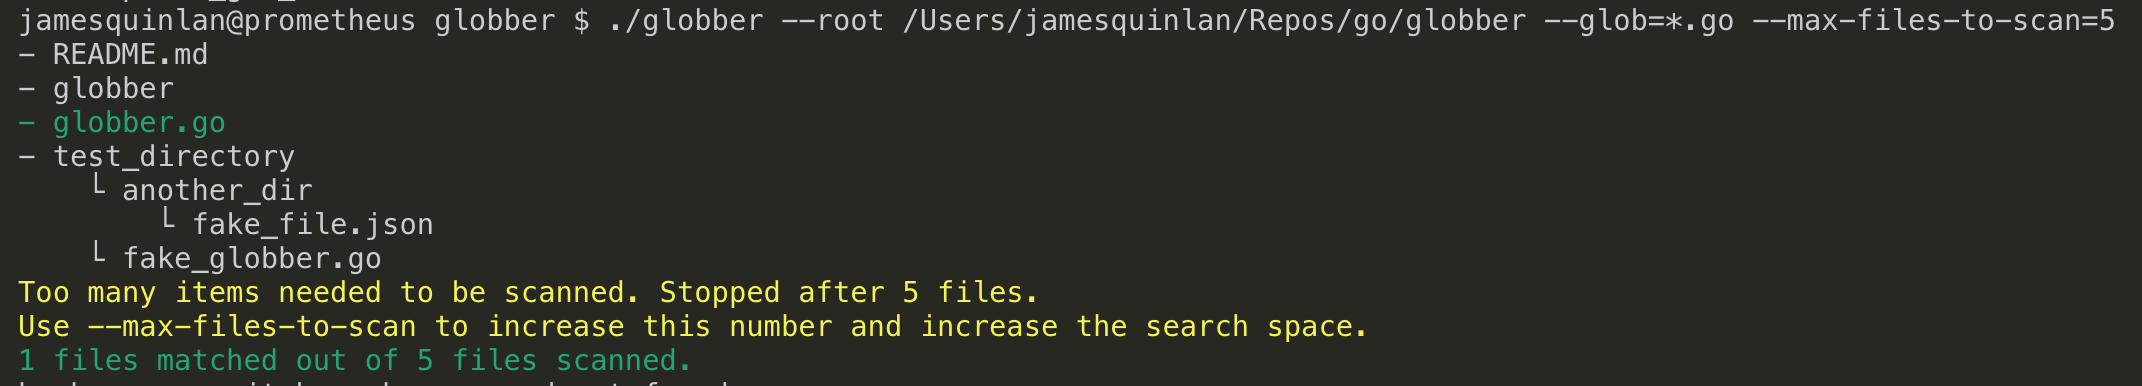 jamesquinlan@prometheus globber $ ./globber --root /Users/jamesquinlan/Repos/go/globber --glob=*.go --max-files-to-scan=5
- README.md
- globber
- globber.go
- test_directory
└ another_dir
└ fake_file.json
└ fake_globber.go
Too many items needed to be scanned. Stopped after 5 files.
Use --max-files-to-scan to increase this number and increase the search space.
1 files matched out of 5 files scanned.